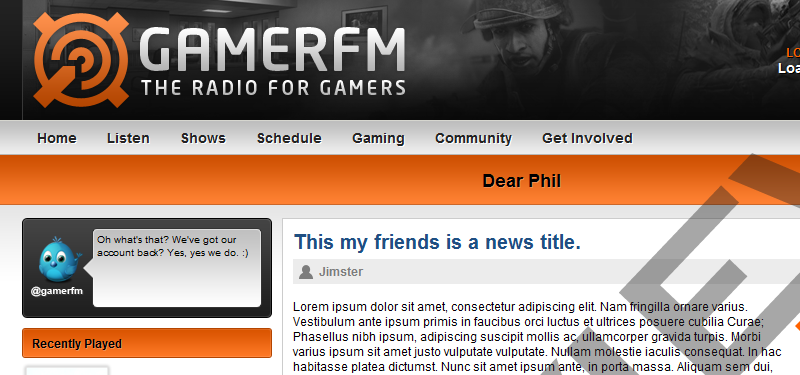 GAMERFM
THE RADIO FOR GAMERS
LO
Loa
Home Listen Shows Schedule Gaming Community Get Involved
Dear Phil
Oh what's that? We've got our
account back? Yes, yes we do. :)
@gamerfm
Recently Played
This my friends is a news title.
Jimster
Lorem ipsum dolor sit amet, consectetur adipiscing elit. Nam fringilla ornare varius.
Vestibulum ante ipsum primis in faucibus orci luctus et ultrices posuere cubilia Curae;
Phasellus nibh ipsum, adipiscing suscipit mollis ac, ullamcorper gravida turpis. Morbi
varius ipsum sit amet justo vulputate vulputate. Nullam molestie iaculis consequat. In hac
habitasse platea dictumst. Nunc sit amet ipsum ante, in porta massa. Aliquam sem dui,